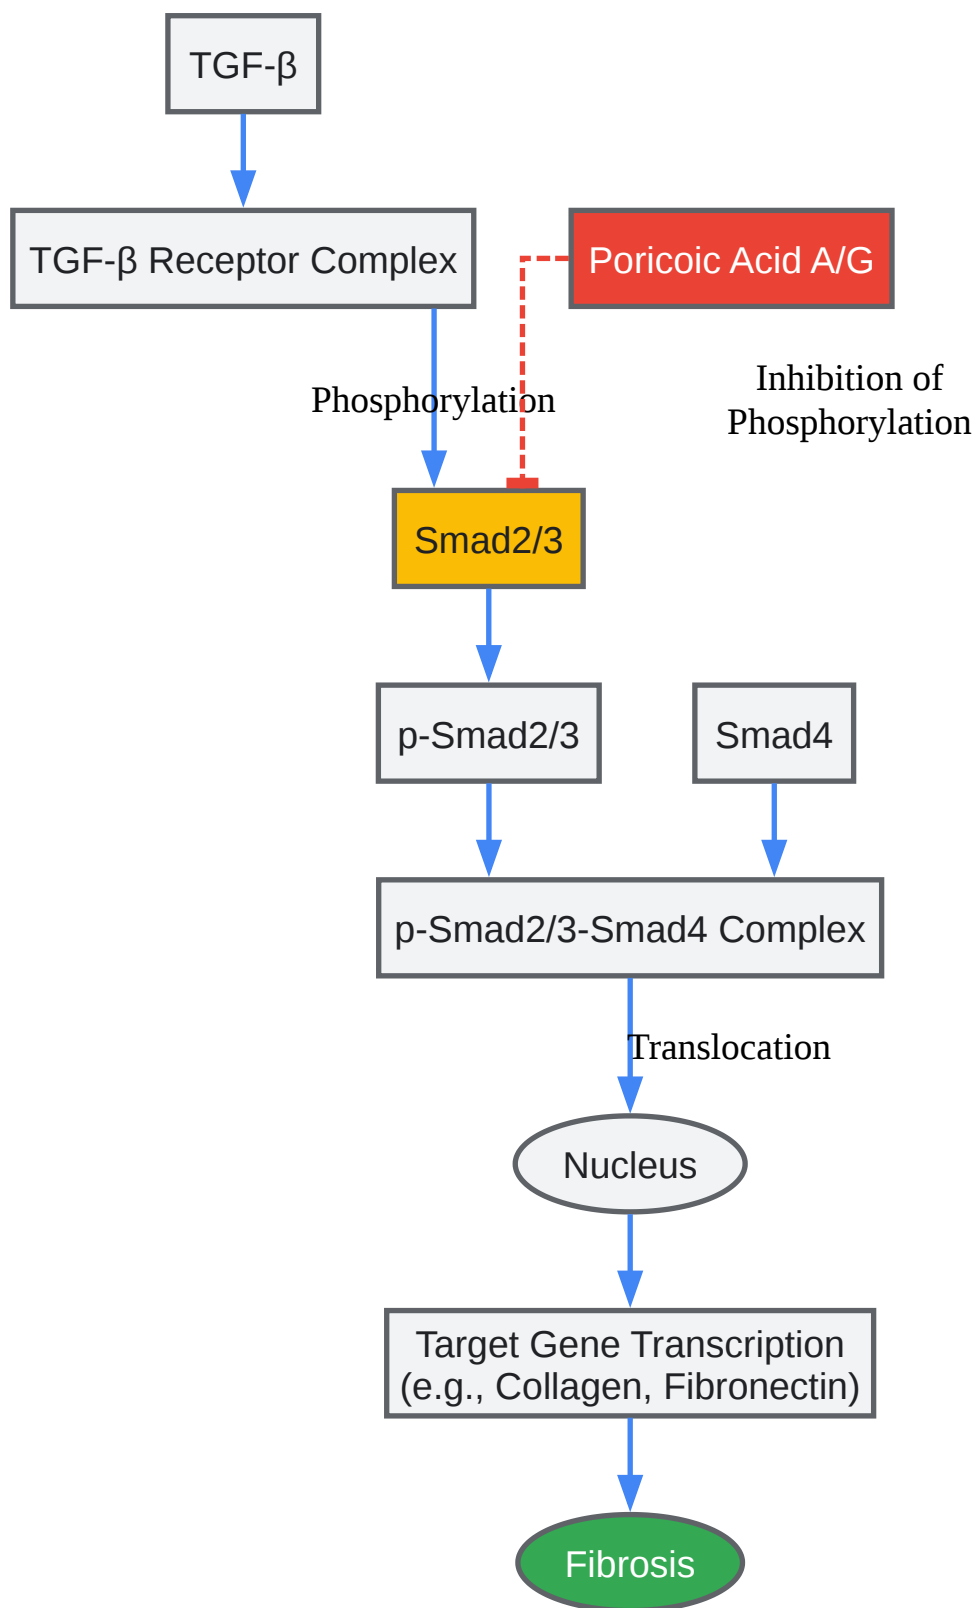 TGF-β
TGF-β Receptor Complex
Poricoic Acid A/G
Phosphorylation
Inhibition of
Phosphorylation
Smad2/3
p-Smad2/3
Smad4
p-Smad2/3-Smad4 Complex
Translocation
Nucleus
Target Gene Transcription
(e.g., Collagen, Fibronectin)
Fibrosis